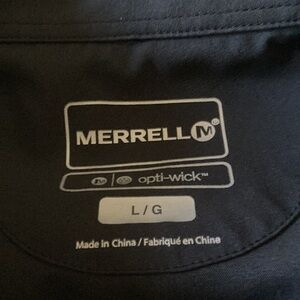 MERRELL M®
opti-wick™
L / G
Made in China / Fabriqué en Chine